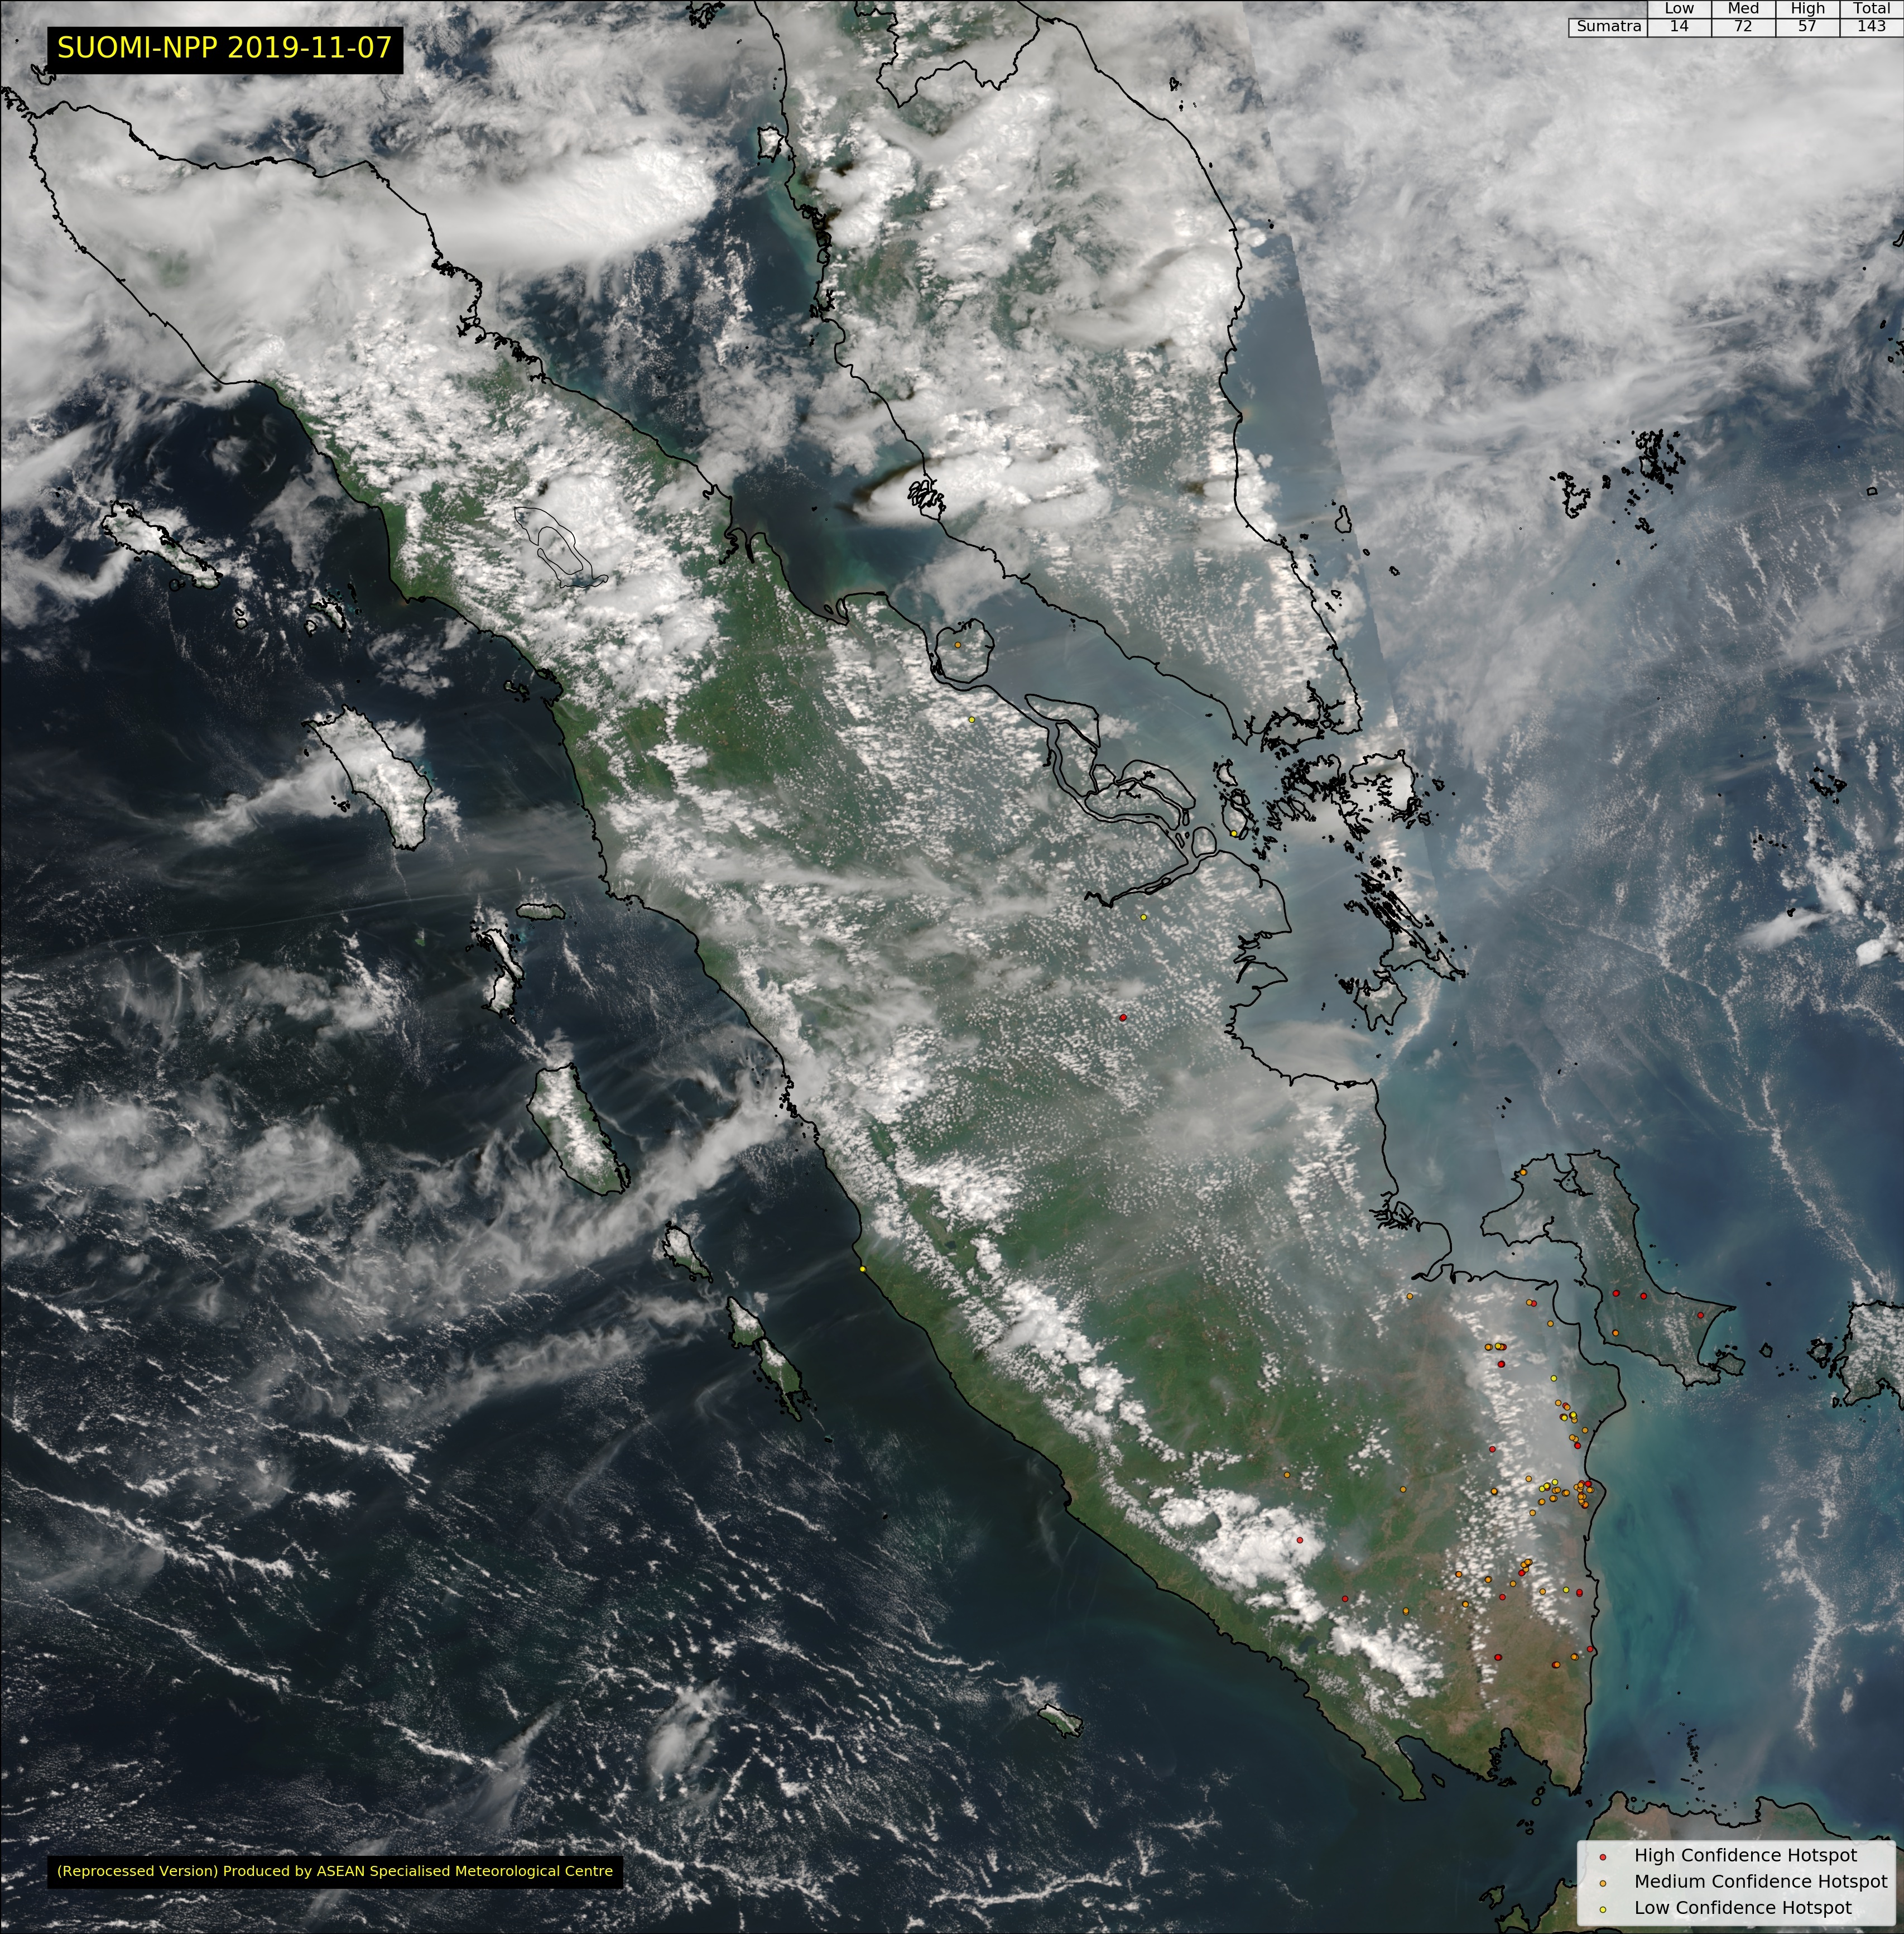 SUOMI-NPP 2019-11-07
Low Med High Total
Sumatra 14 72 57 143
(Reprocessed Version) Produced by ASEAN Specialised Meteorological Centre
High Confidence Hotspot
Medium Confidence Hotspot
Low Confidence Hotspot